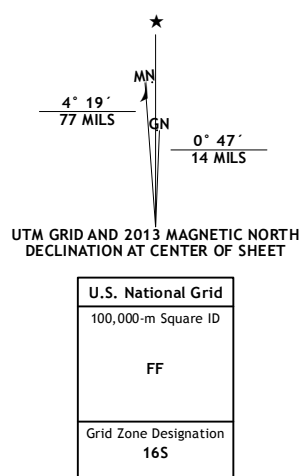 ★
MN
4° 19´
77 MILS
GN
0° 47´
14 MILS
UTM GRID AND 2013 MAGNETIC NORTH
DECLINATION AT CENTER OF SHEET
U.S. National Grid
100,000-m Square ID
FF
Grid Zone Designation
16S